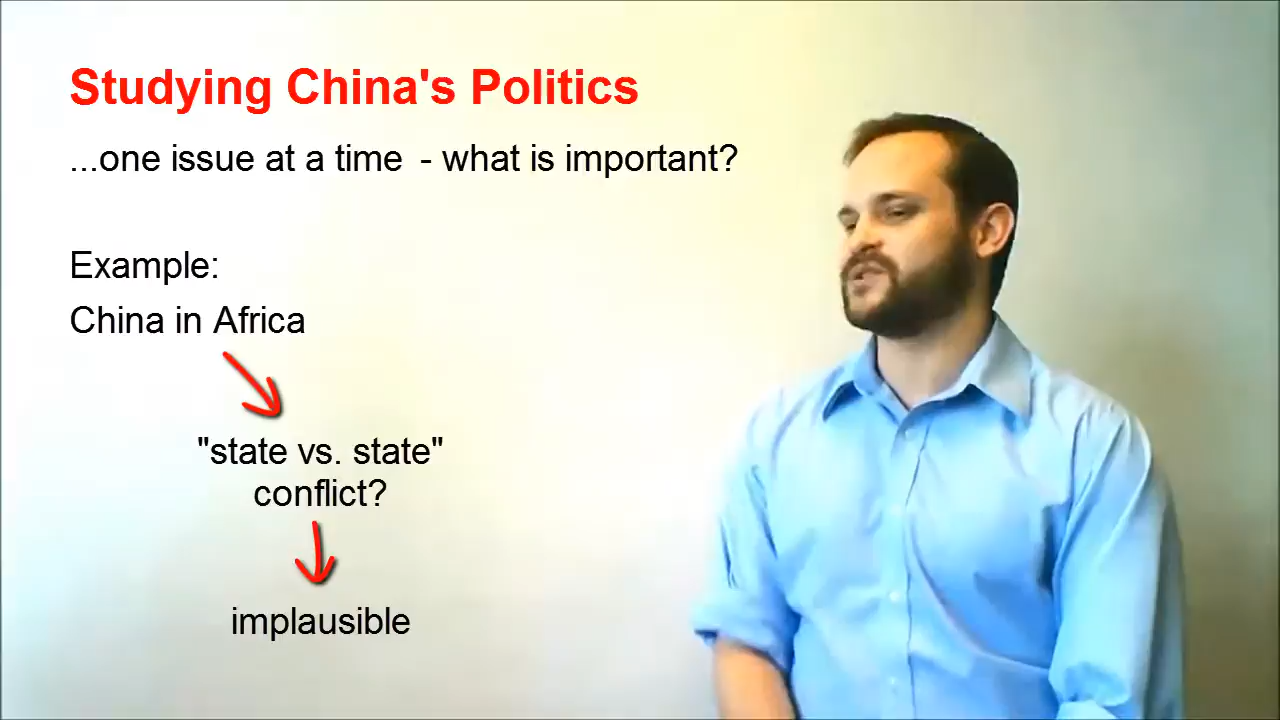 Studying China's Politics
...one issue at a time - what is important?
Example:
China in Africa
"state vs. state"
conflict?
implausible